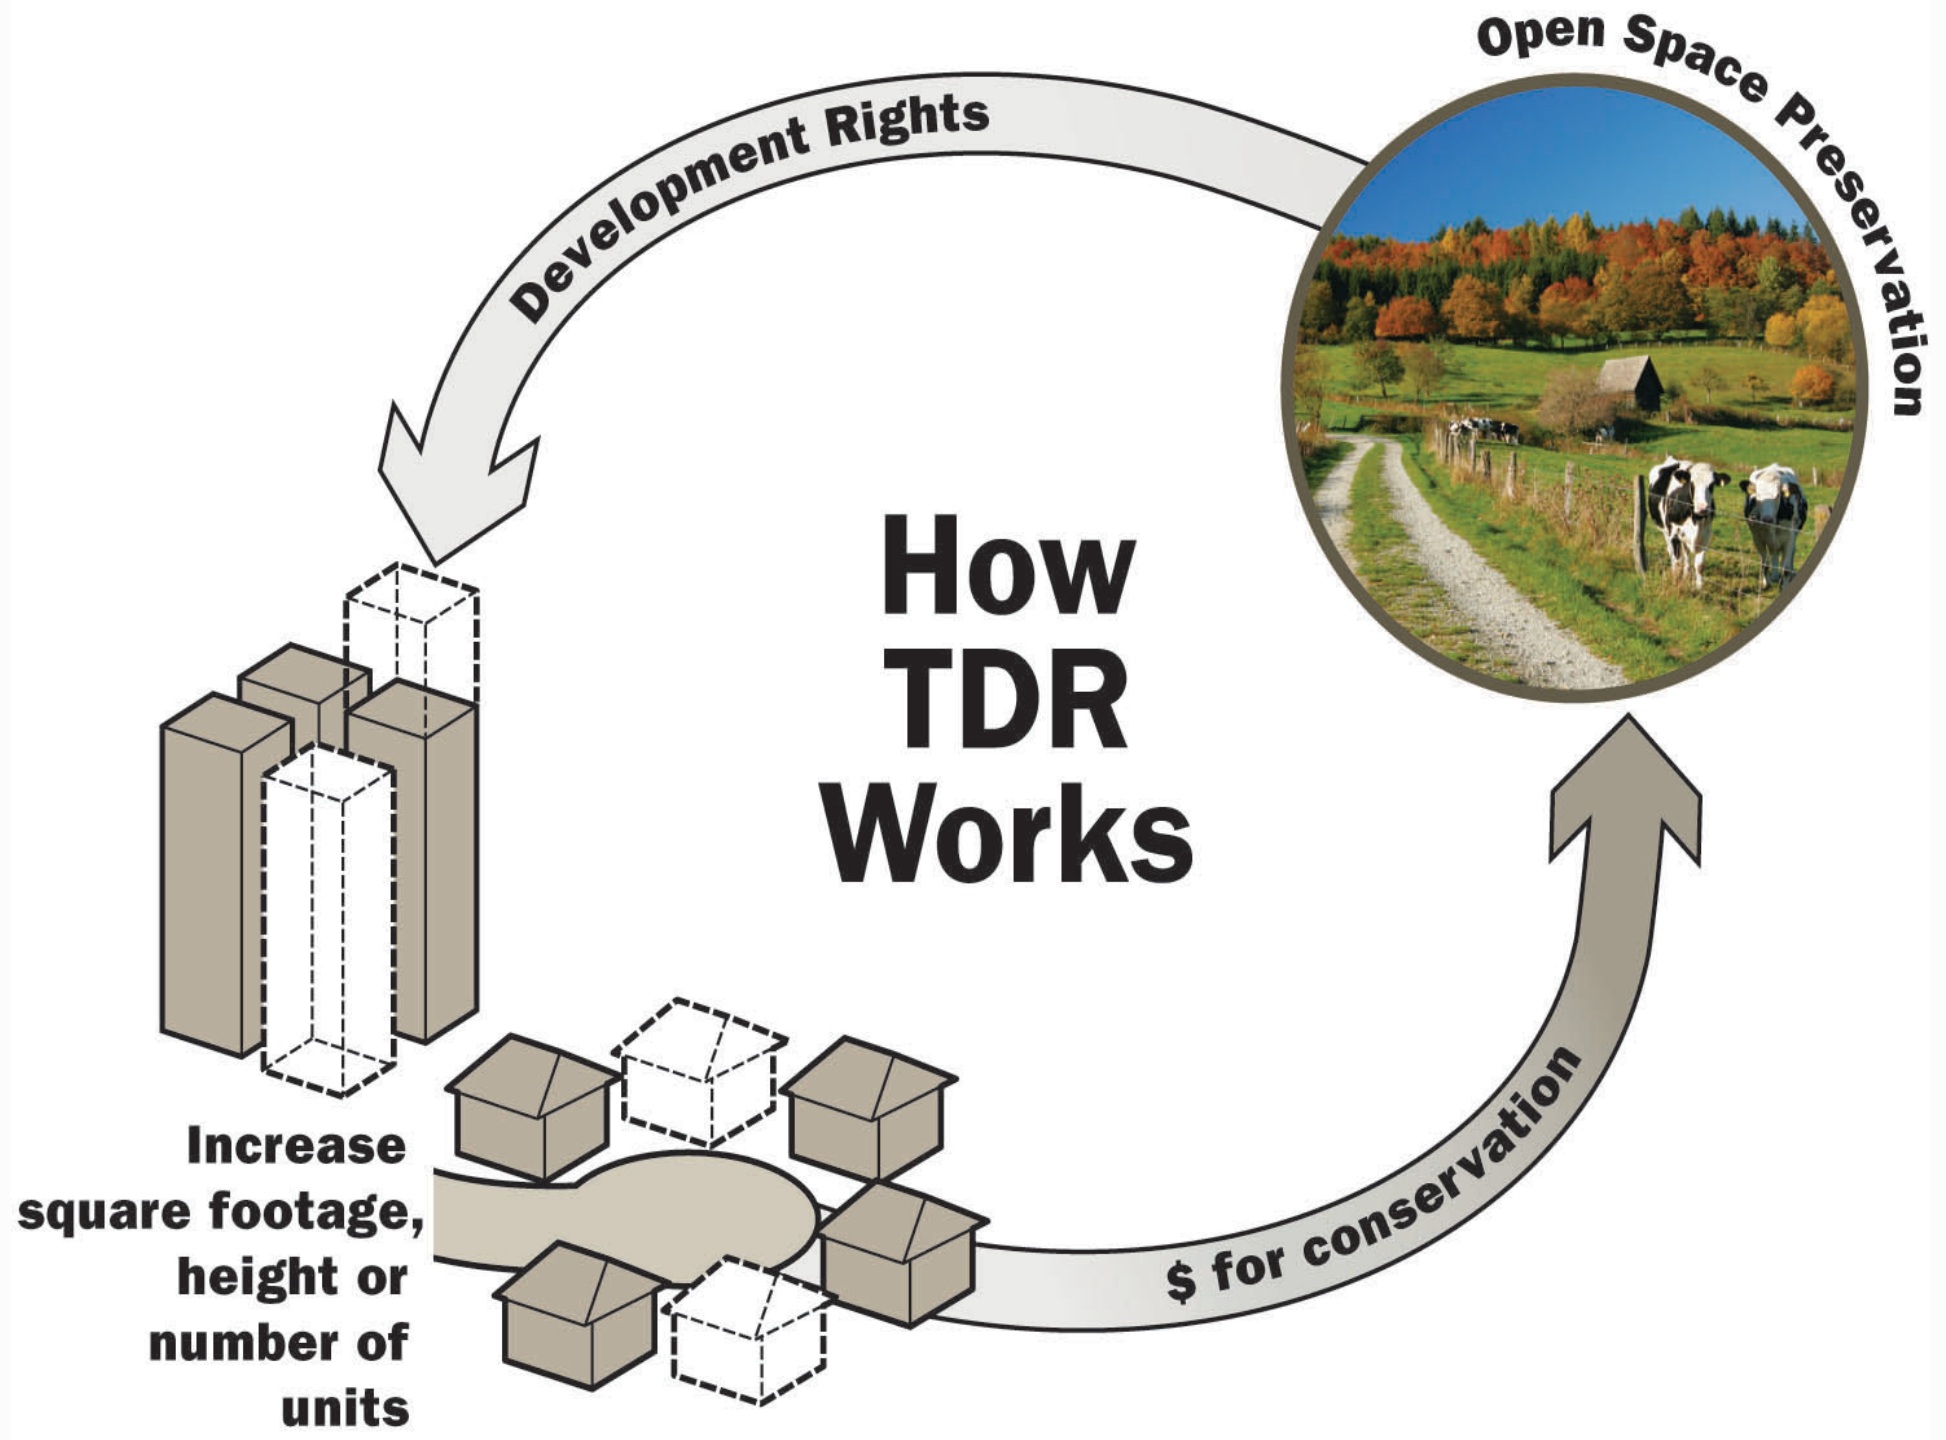 Open Space Preservation
Development Rights
How
TDR
Works
$ for conservation
Increase
square footage,
height or
number of
units